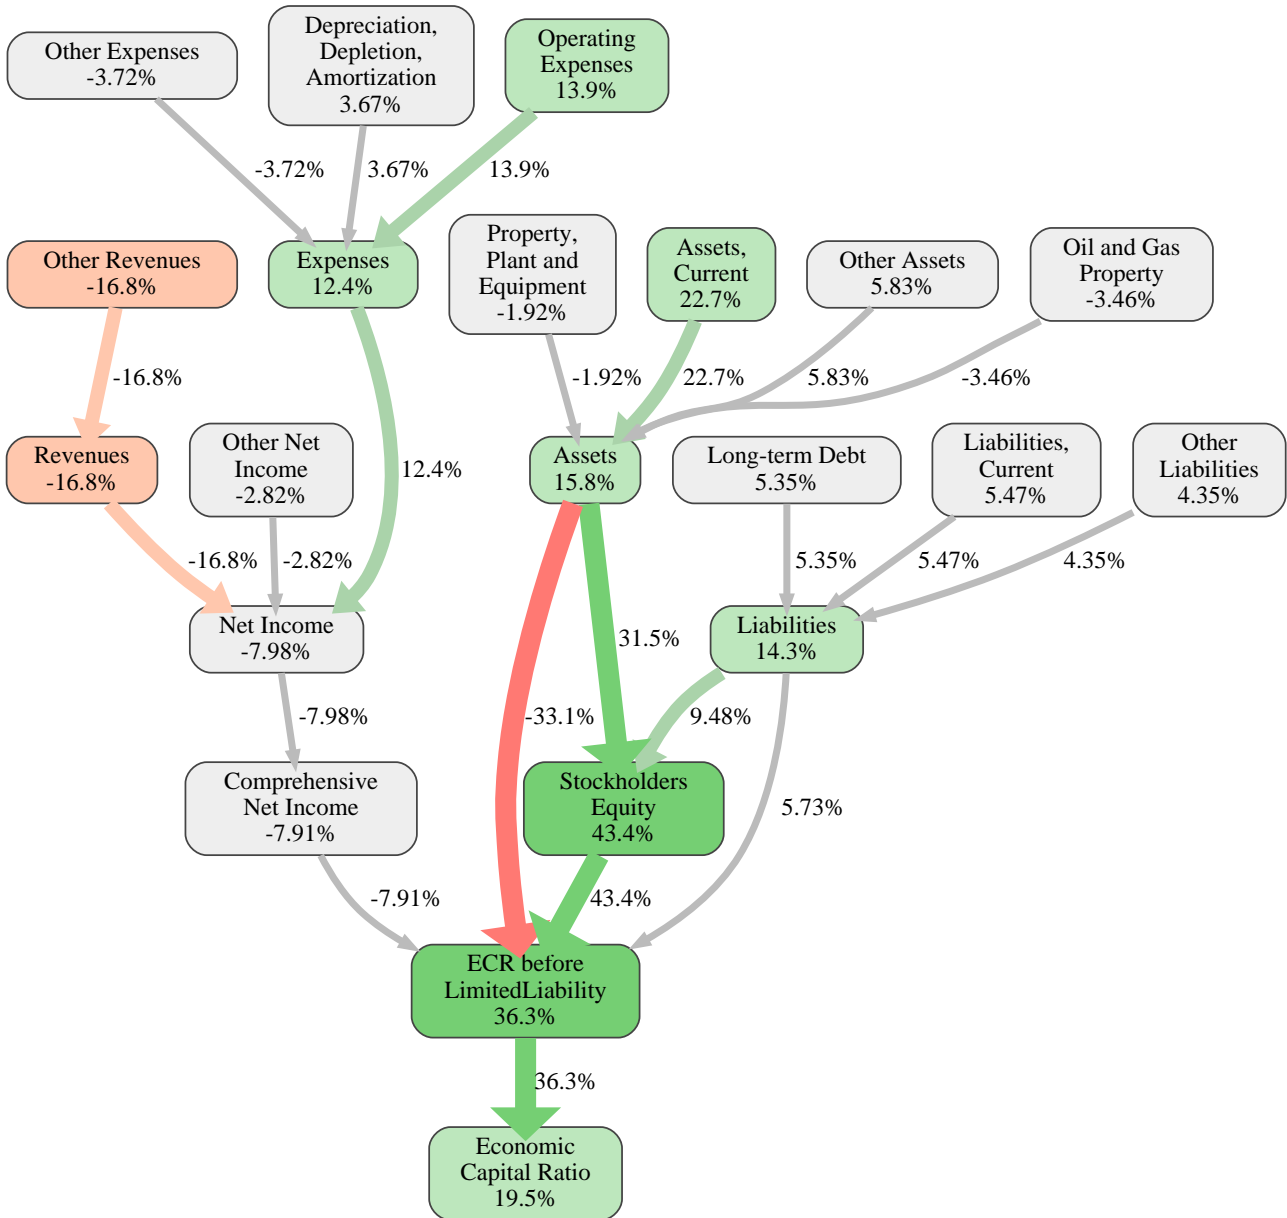 Other Expenses
-3.72%
Depreciation,
Depletion,
Amortization
3.67%
Operating
Expenses
13.9%
-3.72%
3.67%
13.9%
Other Revenues
-16.8%
Expenses
12.4%
Property,
Plant and
Equipment
-1.92%
Assets,
Current
22.7%
Other Assets
5.83%
Oil and Gas
Property
-3.46%
-16.8%
-1.92%
22.7%
5.83%
-3.46%
Revenues
-16.8%
Other Net
Income
-2.82%
12.4%
Assets
15.8%
Long-term Debt
5.35%
Liabilities,
Current
5.47%
Other
Liabilities
4.35%
-16.8%
-2.82%
5.35%
5.47%
4.35%
Net Income
-7.98%
31.5%
Liabilities
14.3%
-7.98%
-33.1%
9.48%
Comprehensive
Net Income
-7.91%
Stockholders
Equity
43.4%
5.73%
-7.91%
43.4%
ECR before
LimitedLiability
36.3%
36.3%
Economic
Capital Ratio
19.5%